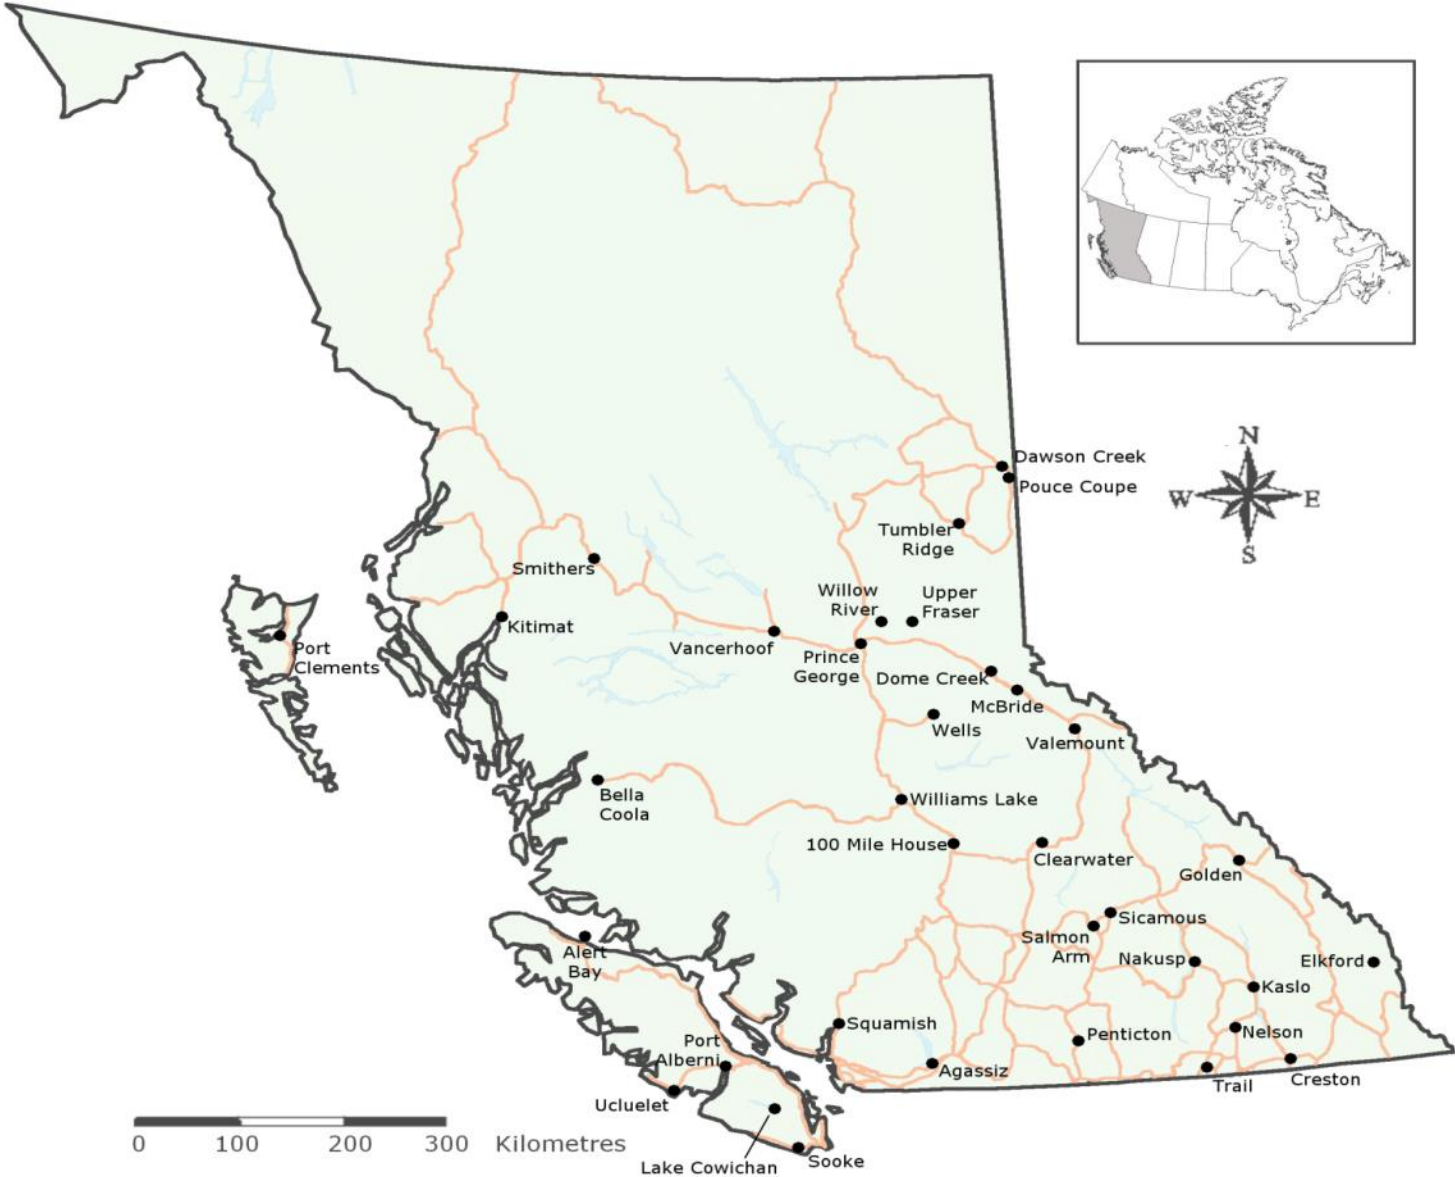 N
W
E
S
Dawson Creek
Pouce Coupe
Tumbler
Ridge
Smithers
Willow
River
Upper
Fraser
Kitimat
Port
Clements
Vancerhoof
Prince
George
Dome Creek
McBride
Wells
Valemount
Bella
Coola
Williams Lake
100 Mile House
Clearwater
Golden
Sicamous
Salmon
Arm
Alert
Bay
Nakusp
Elkford
Kaslo
Squamish
Nelson
Penticton
Port
Alberni
Agassiz
Trail
Creston
Ucluelet
Lake Cowichan
Sooke
0 100 200 300 Kilometres